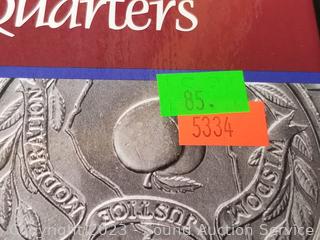 Quarters
85.
5334
WISDOM
JUSTICE
MODERATION
Copyright 2023 - Sound Auction Service